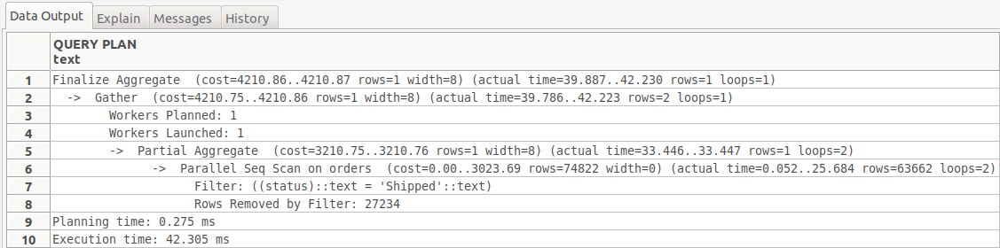 Data Output Explain Messages History
QUERY PLAN
text
1 Finalize Aggregate (cost=4210.86..4210.87 rows=1 width=8) (actual time=39.887..42.230 rows=1 loops=1)
2 -> Gather (cost=4210.75..4210.86 rows=1 width=8) (actual time=39.786..42.223 rows=2 loops=1)
3 Workers Planned: 1
4 Workers Launched: 1
5 -> Partial Aggregate (cost=3210.75..3210.76 rows=1 width=8) (actual time=33.446..33.447 rows=1 loops=2)
6 -> Parallel Seq Scan on orders (cost=0.00..3023.69 rows=74822 width=0) (actual time=0.052..25.684 rows=63662 loops=2)
7 Filter: ((status)::text = 'Shipped'::text)
8 Rows Removed by Filter: 27234
9 Planning time: 0.275 ms
10 Execution time: 42.305 ms